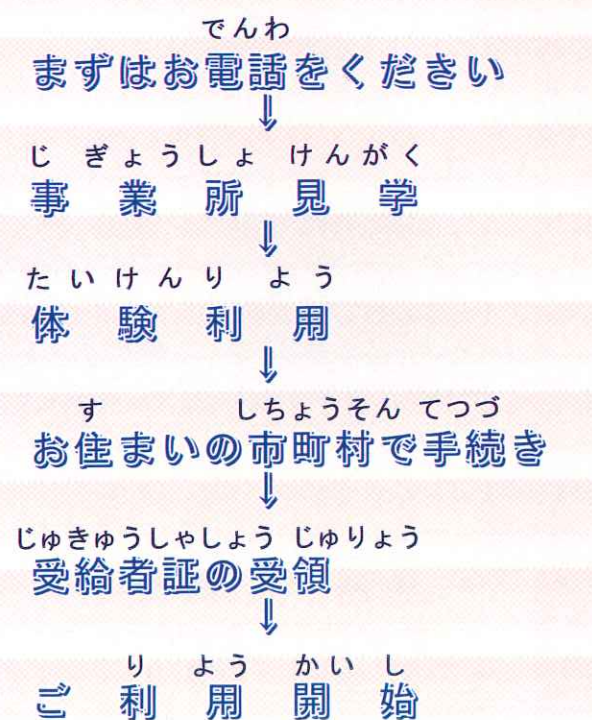 でんわ
まずはお電話をください
⇓
じぎょうしょ けんがく
事業所見学
⇓
たいけんりよう
体験利用
⇓
す しちょうそん てつづ
お住まいの市町村で手続き
⇓
じゅきゅうしゃしょう じゅりょう
受給者証の受領
⇓
りようかいし
ご利用開始